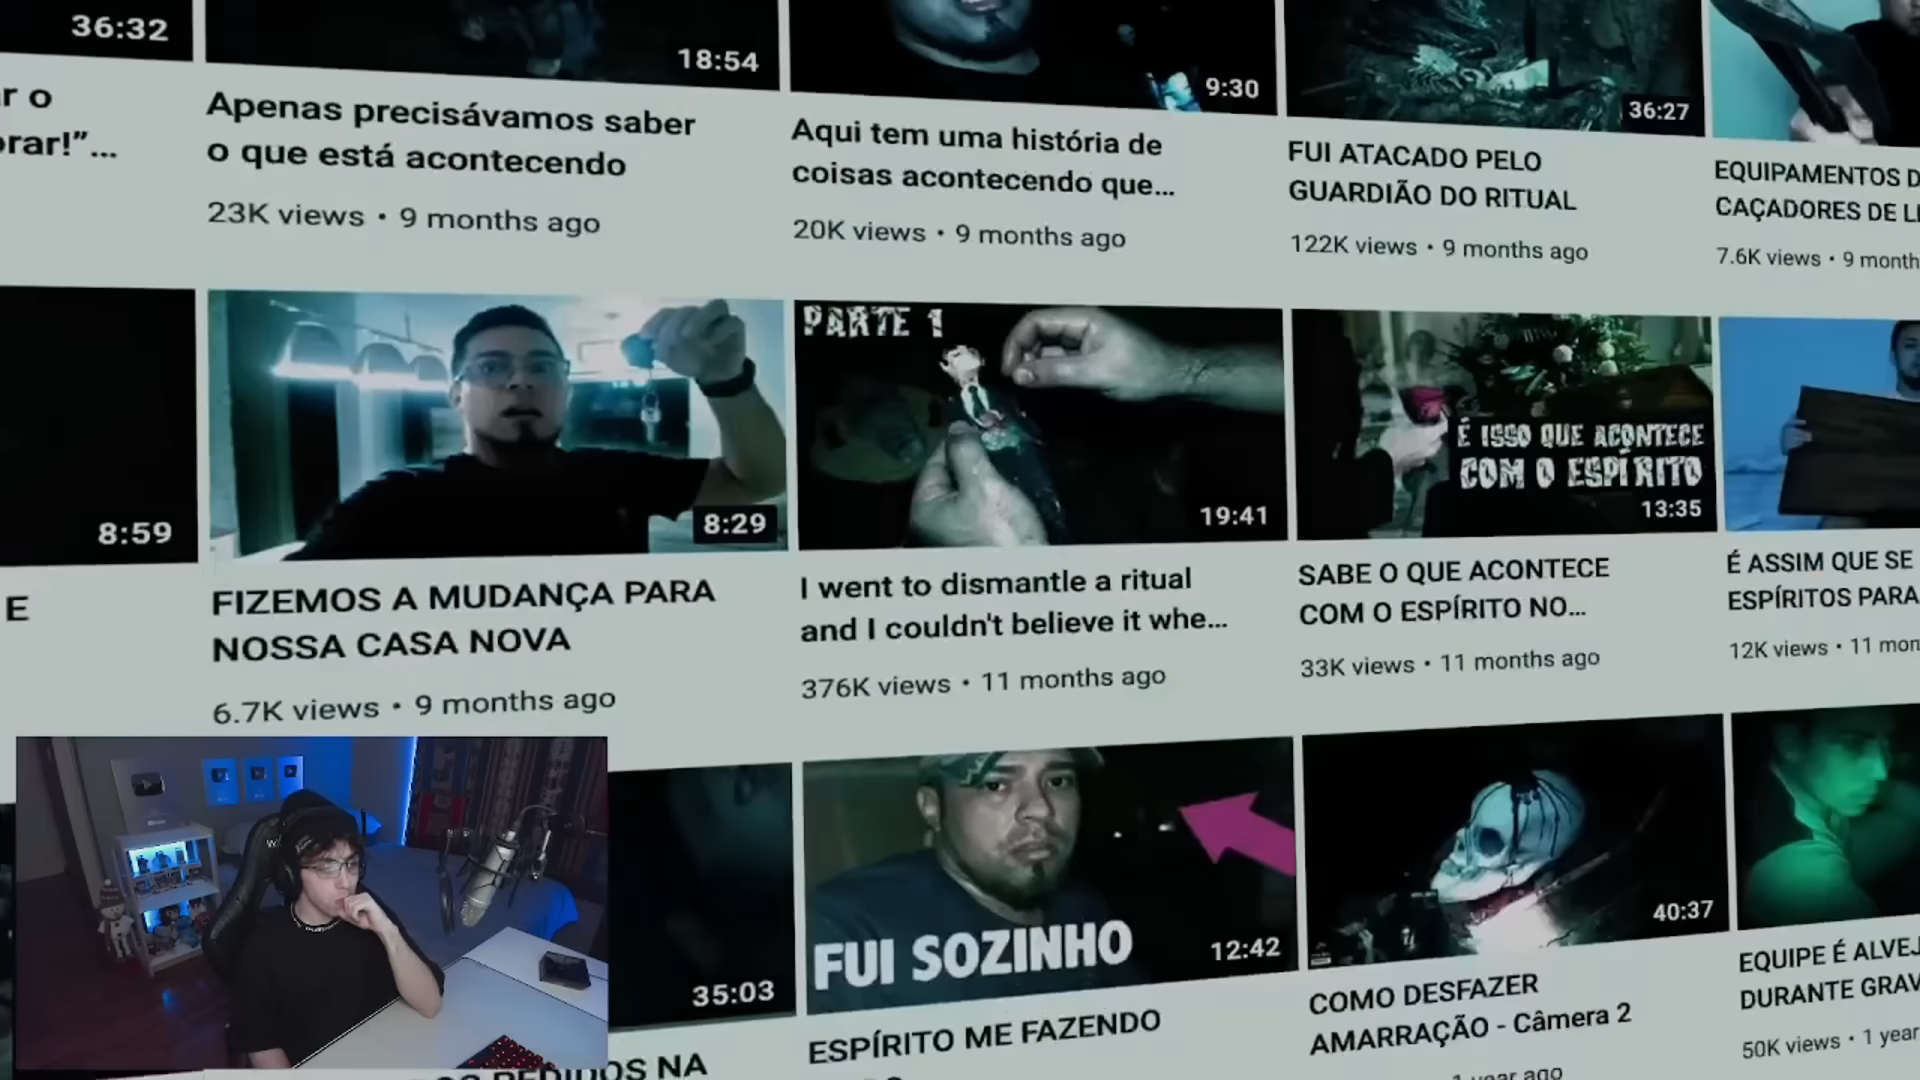 36:32
18:54
9:30
36:27
r o
orar!”...
Apenas precisávamos saber
o que está acontecendo
23K views • 9 months ago
Aqui tem uma história de
coisas acontecendo que...
20K views • 9 months ago
FUI ATACADO PELO
GUARDIÃO DO RITUAL
122K views • 9 months ago
EQUIPAMENTOS D
CAÇADORES DE L
7.6K views • 9 month
8:59
8:29
PARTE 1
19:41
É ISSO QUE ACONTECE
COM O ESPÍRITO
13:35
E
FIZEMOS A MUDANÇA PARA
NOSSA CASA NOVA
6.7K views • 9 months ago
I went to dismantle a ritual
and I couldn't believe it whe...
376K views • 11 months ago
SABE O QUE ACONTECE
COM O ESPÍRITO NO...
33K views • 11 months ago
É ASSIM QUE SE
ESPÍRITOS PARA
12K views • 11 mon
35:03
FUI SOZINHO
12:42
40:37
PEDIDOS NA
ESPÍRITO ME FAZENDO
COMO DESFAZER
AMARRAÇÃO - Câmera 2
1 year ago
EQUIPE É ALVEJ
DURANTE GRAV
50K views • 1 year